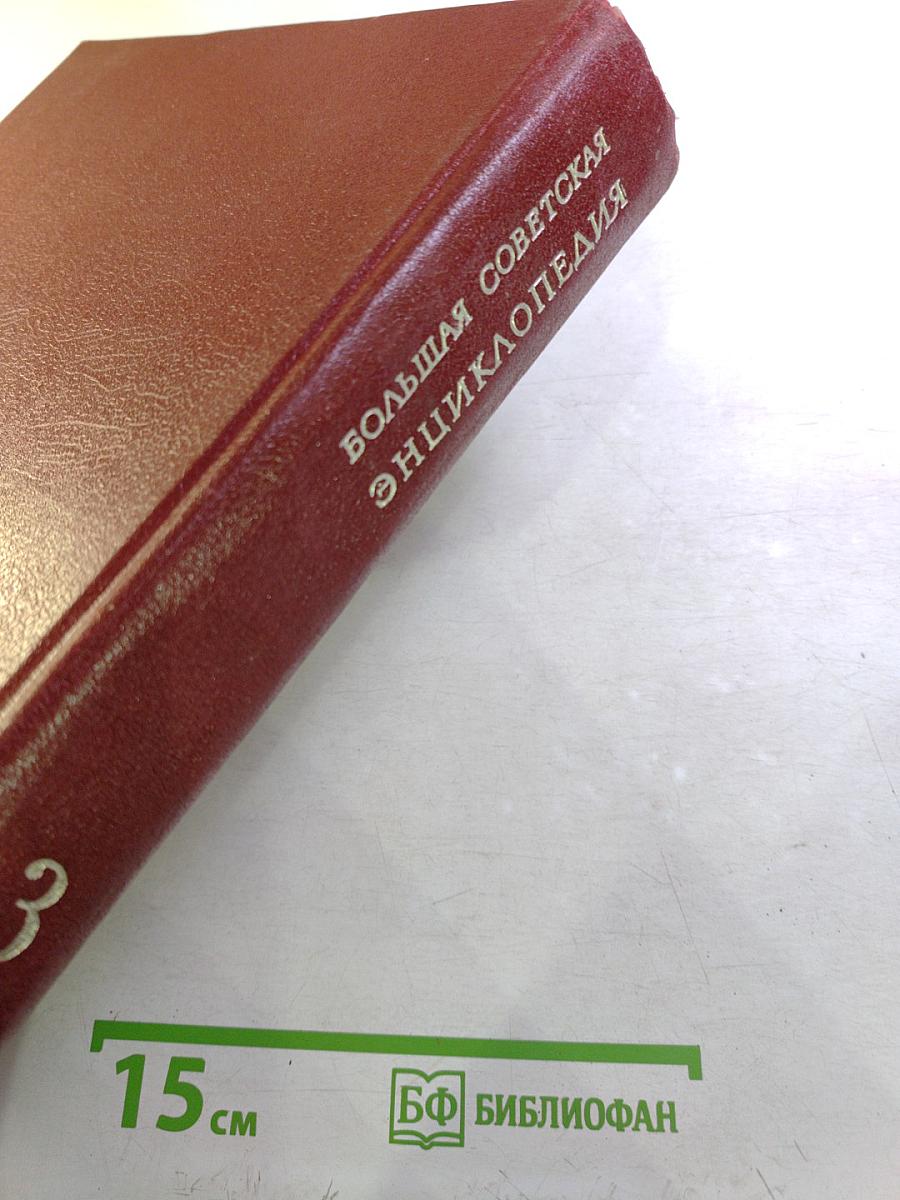 БОЛЬШАЯ СОВЕТСКАЯ
ЭНЦИКЛОПЕДИЯ
3
15 см
БФ БИБЛИОФАН